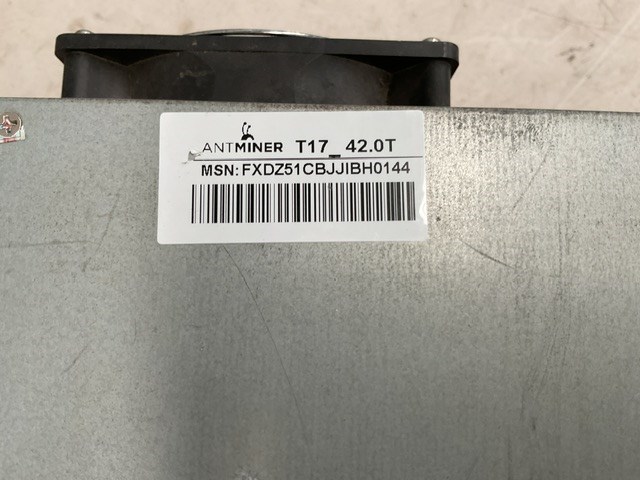 ANTMINER T17_42.0T
MSN: FXDZ51CBJJIBH0144